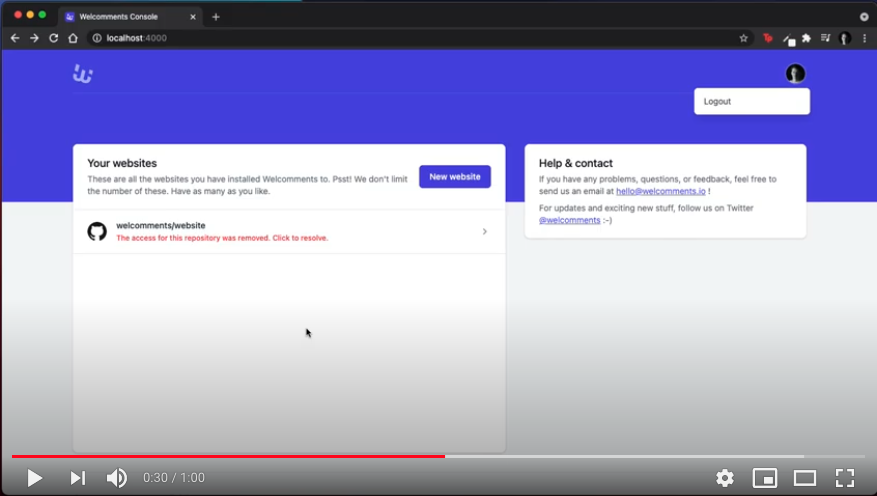 Welcomments Console
localhost:4000
Logout
Your websites
These are all the websites you have installed Welcomments to. Psst! We don't limit
the number of these. Have as many as you like.
New website
welcomments/website
The access for this repository was removed. Click to resolve.
Help & contact
If you have any problems, questions, or feedback, feel free to
send us an email at hello@welcomments.io !
For updates and exciting new stuff, follow us on Twitter
@welcomments :-)
0:30 / 1:00